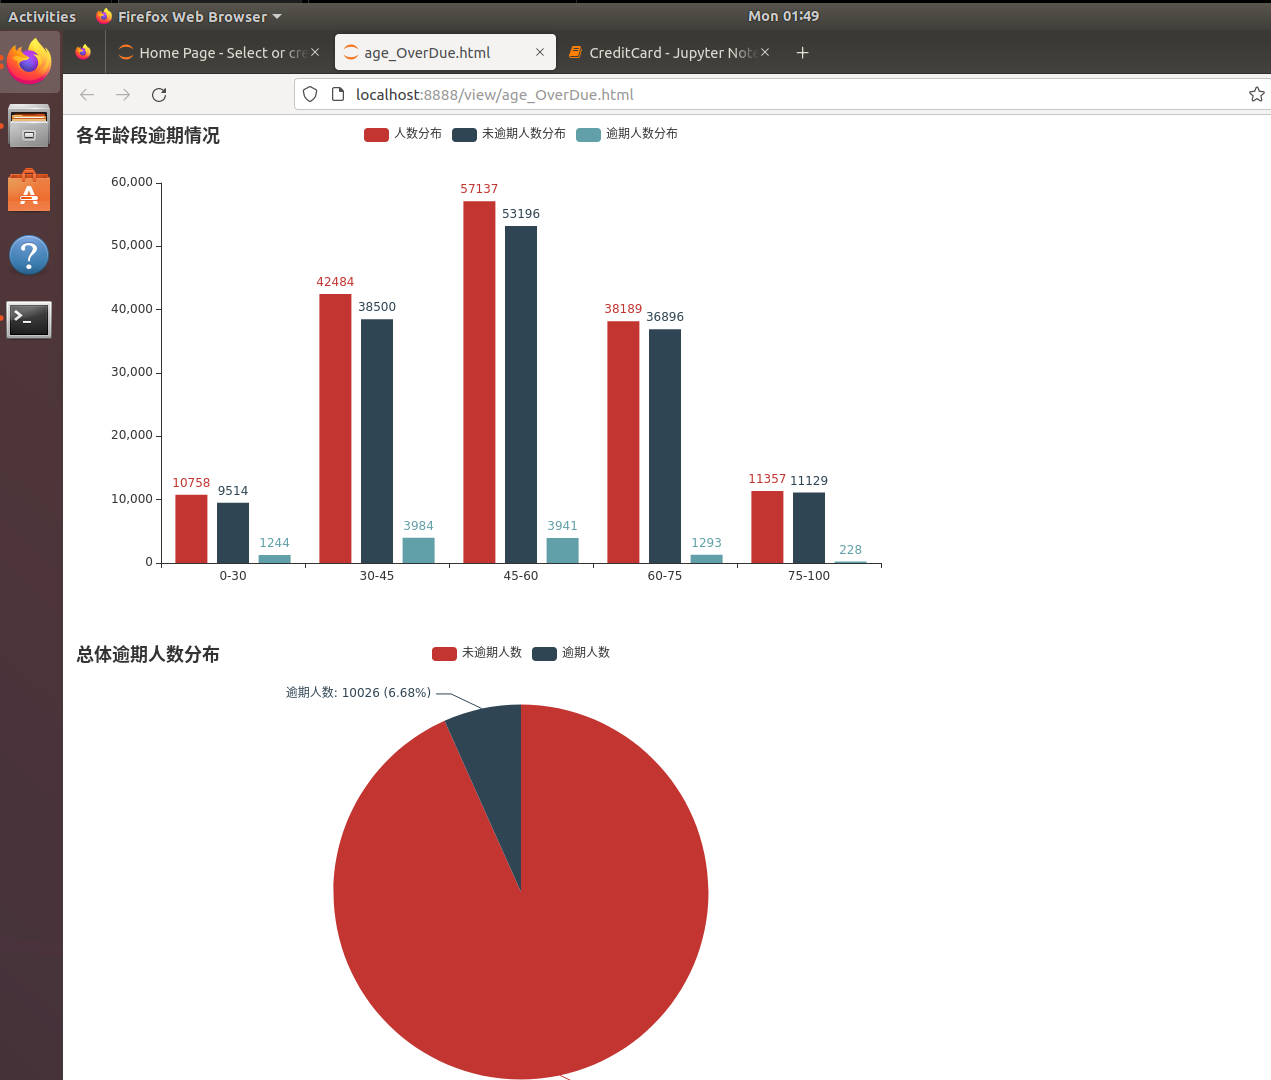 Activities Firefox Web Browser Mon 01:49
Home Page - Select or cre age_OverDue.html CreditCard - Jupyter Note
localhost:8888/view/age_OverDue.html
各年龄段逾期情况 人数分布 未逾期人数分布 逾期人数分布
60,000
50,000
40,000
30,000
20,000
10,000
0
10758 9514 1244
42484 38500 3984
57137 53196 3941
38189 36896 1293
11357 11129 228
0-30 30-45 45-60 60-75 75-100
总体逾期人数分布 未逾期人数 逾期人数
逾期人数: 10026 (6.68%)